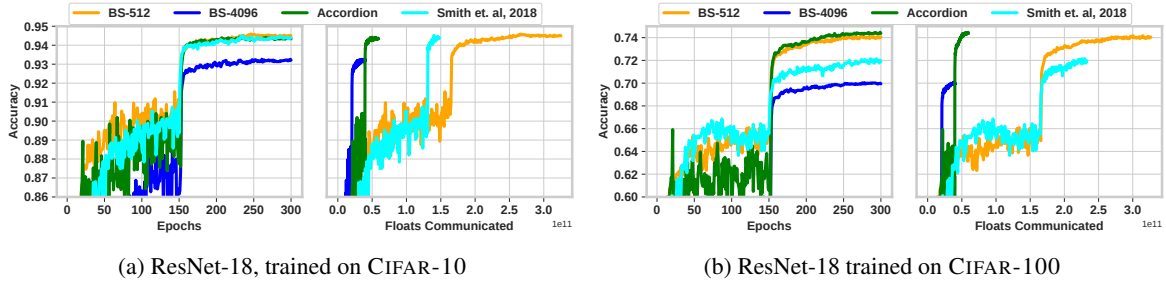 BS-512 BS-4096 Accordion Smith et. al, 2018
0.95
0.94
0.93
0.92
0.91
0.90
0.89
0.88
0.87
0.86
Accuracy
0 50 100 150 200 250 300
Epochs
0.0 0.5 1.0 1.5 2.0 2.5 3.0
1e11
Floats Communicated
(a) ResNet-18, trained on CIFAR-10
BS-512 BS-4096 Accordion Smith et. al, 2018
0.74
0.72
0.70
0.68
0.66
0.64
0.62
0.60
Accuracy
0 50 100 150 200 250 300
Epochs
0.0 0.5 1.0 1.5 2.0 2.5 3.0
1e11
Floats Communicated
(b) ResNet-18 trained on CIFAR-100